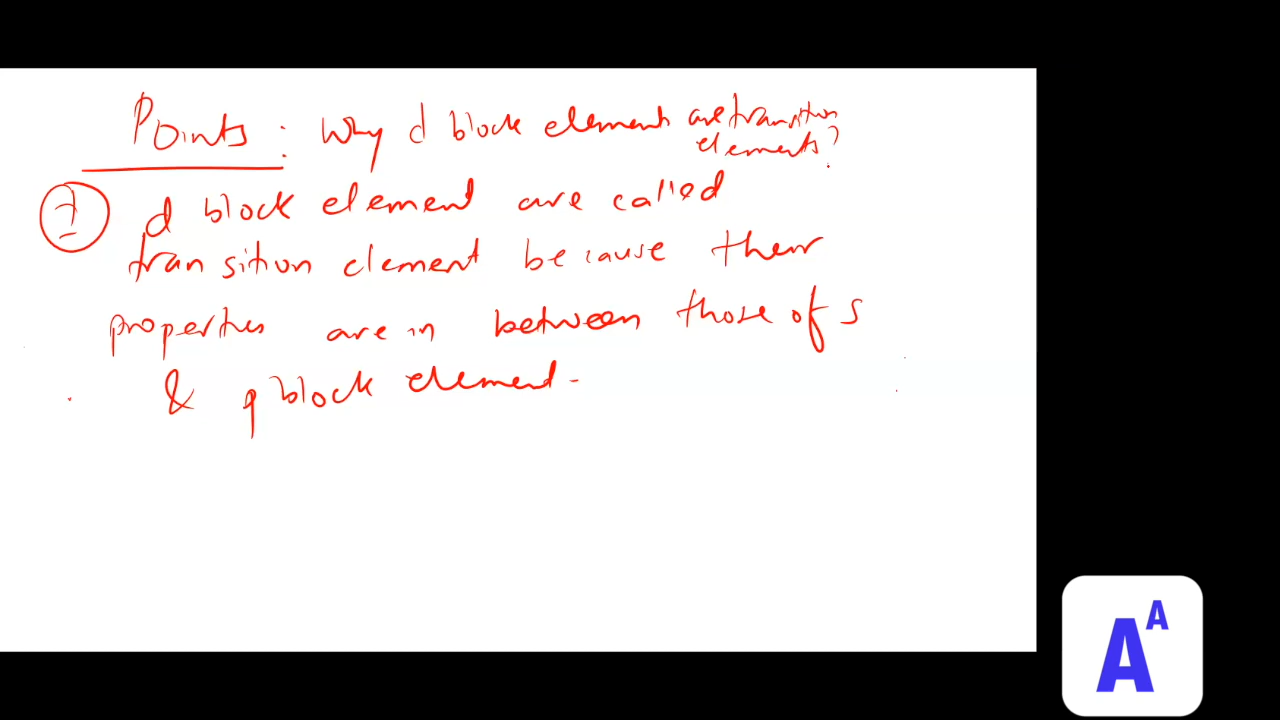 Points : Why d block elements are transition
elements?
1 d block element are called
transition element because their
properties are in between those of s
& p block element.
A A